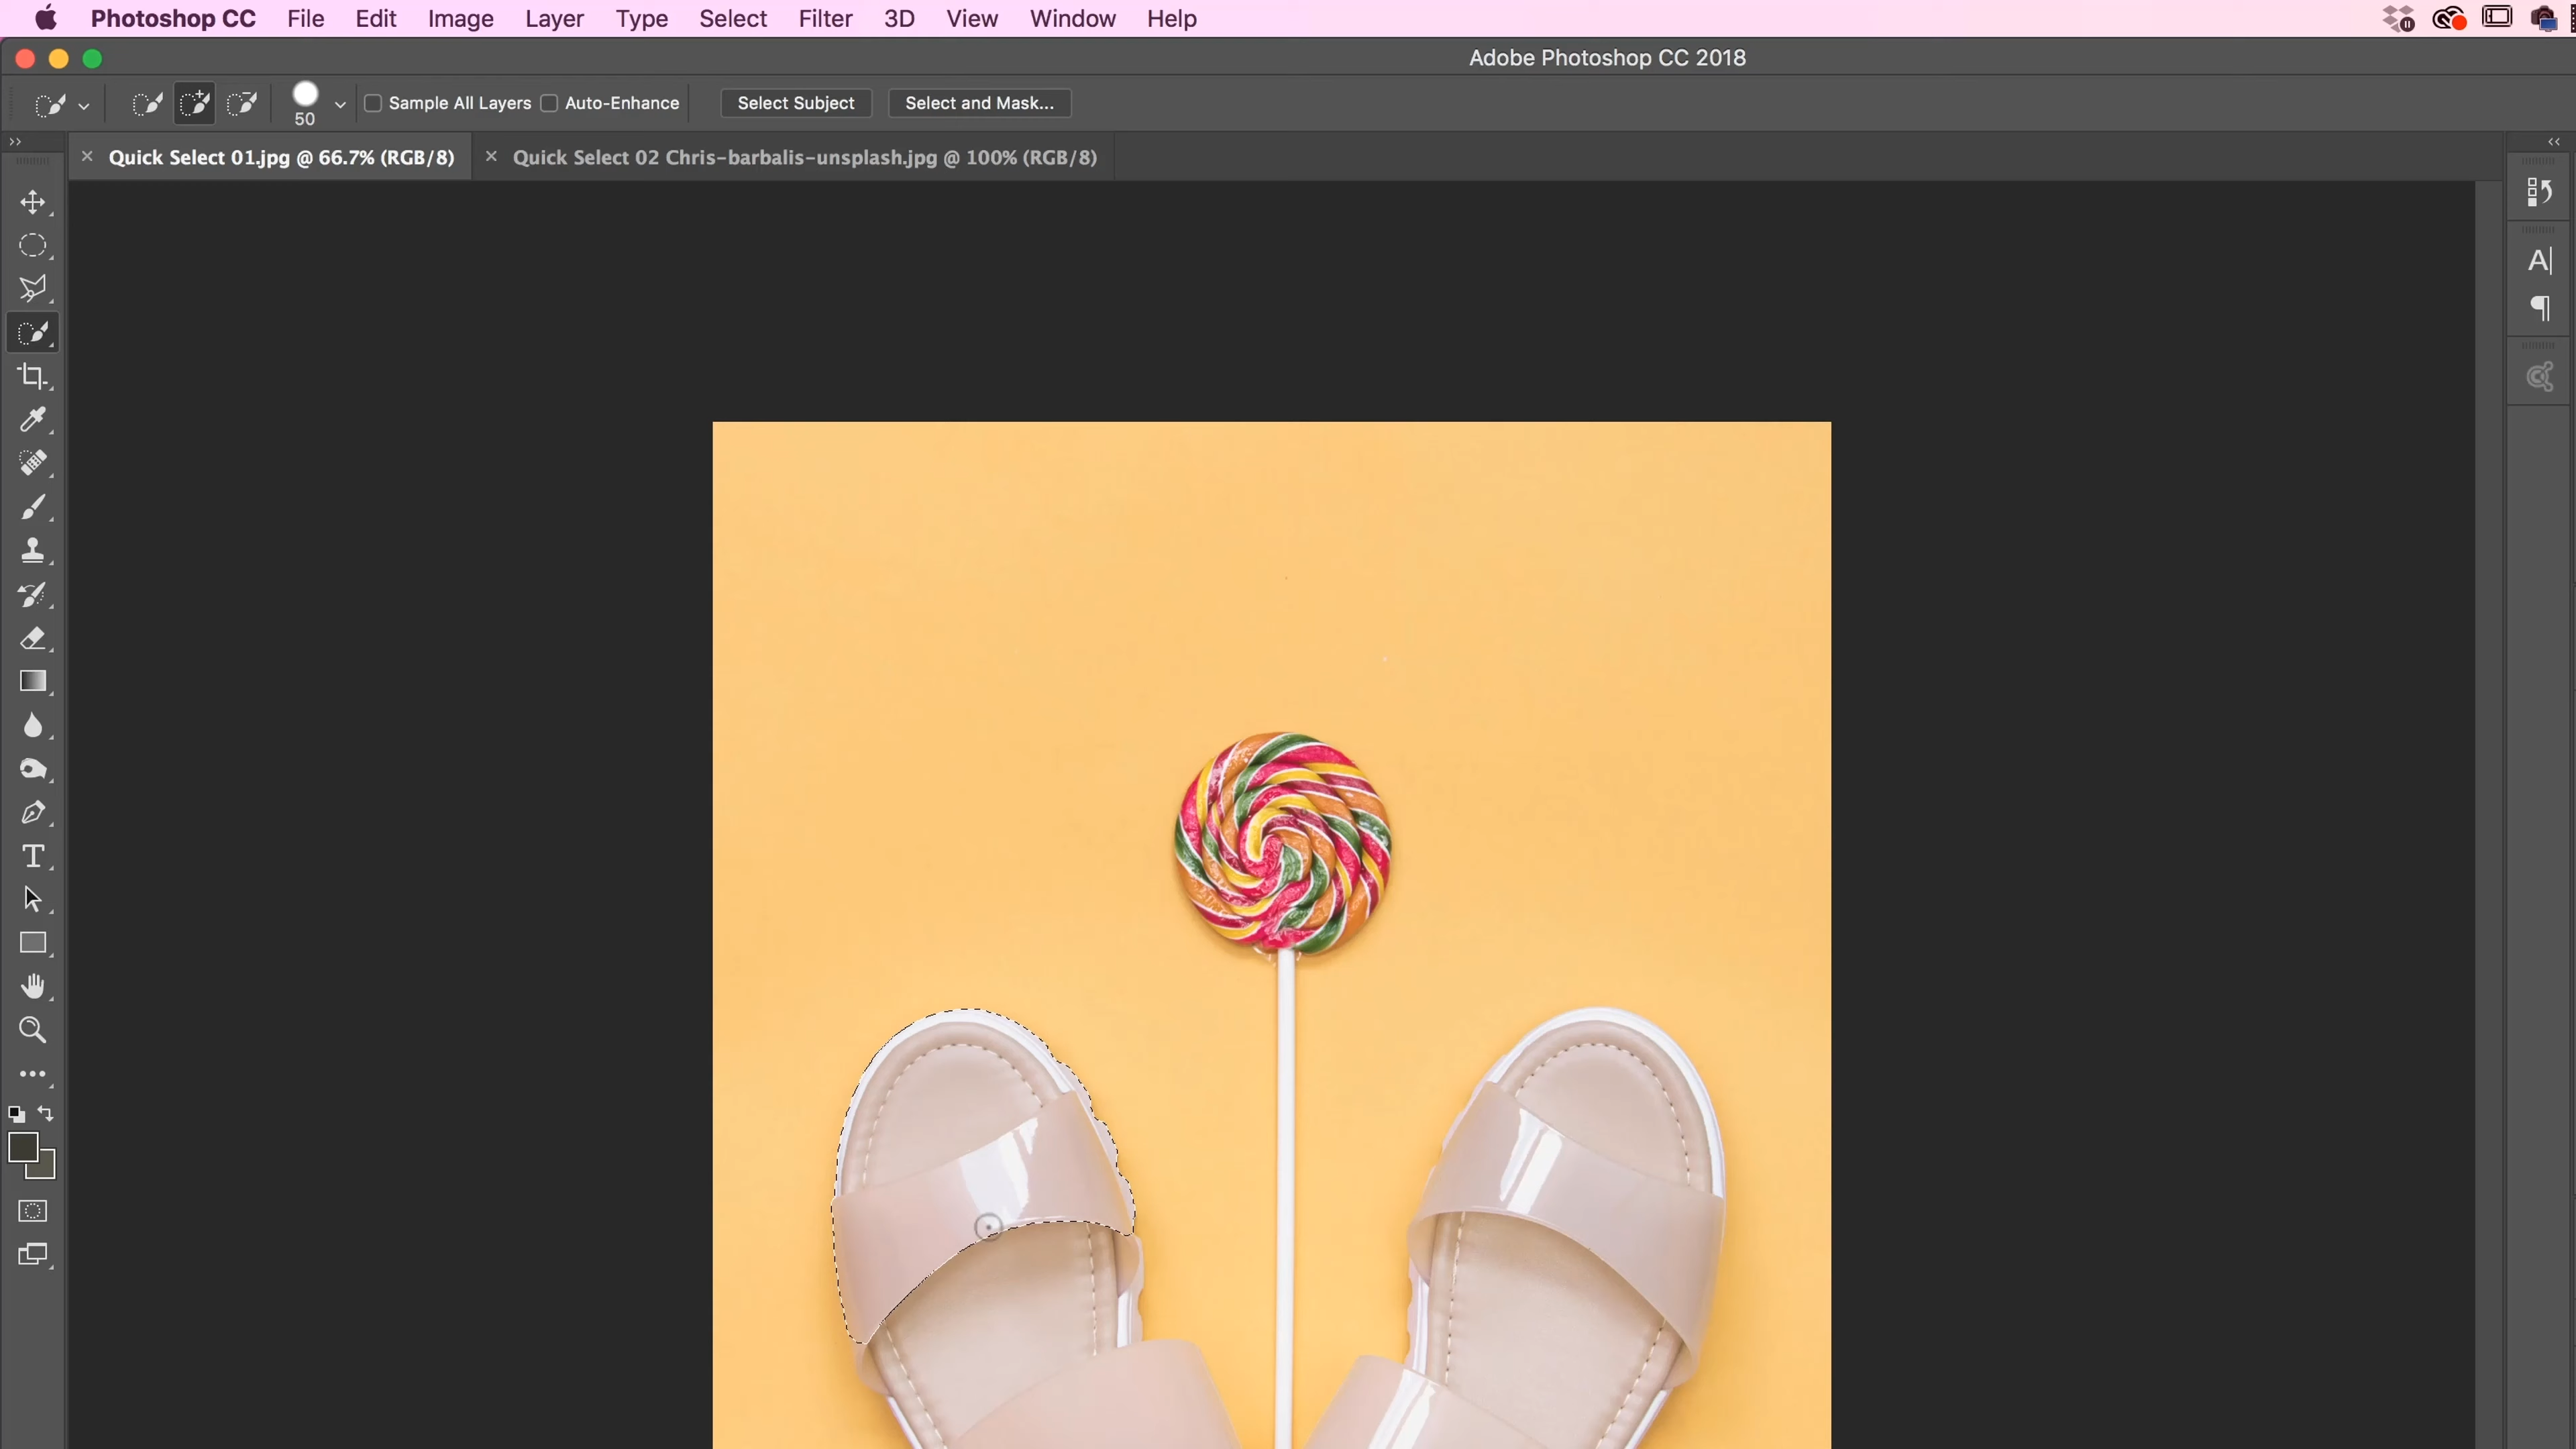 Photoshop CC File Edit Image Layer Type Select Filter 3D View Window Help
Adobe Photoshop CC 2018
50 Sample All Layers Auto-Enhance Select Subject Select and Mask...
Quick Select 01.jpg @ 66.7% (RGB/8) Quick Select 02 Chris-barbalis-unsplash.jpg @ 100% (RGB/8)